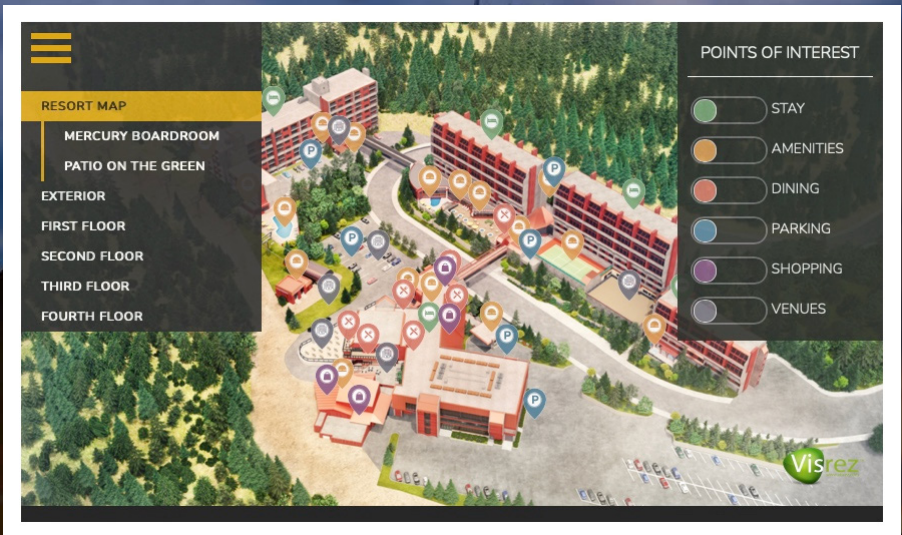 RESORT MAP
MERCURY BOARDROOM
PATIO ON THE GREEN
EXTERIOR
FIRST FLOOR
SECOND FLOOR
THIRD FLOOR
FOURTH FLOOR
POINTS OF INTEREST
STAY
AMENITIES
DINING
PARKING
SHOPPING
VENUES
P
P
P
P
P
P
Visrez